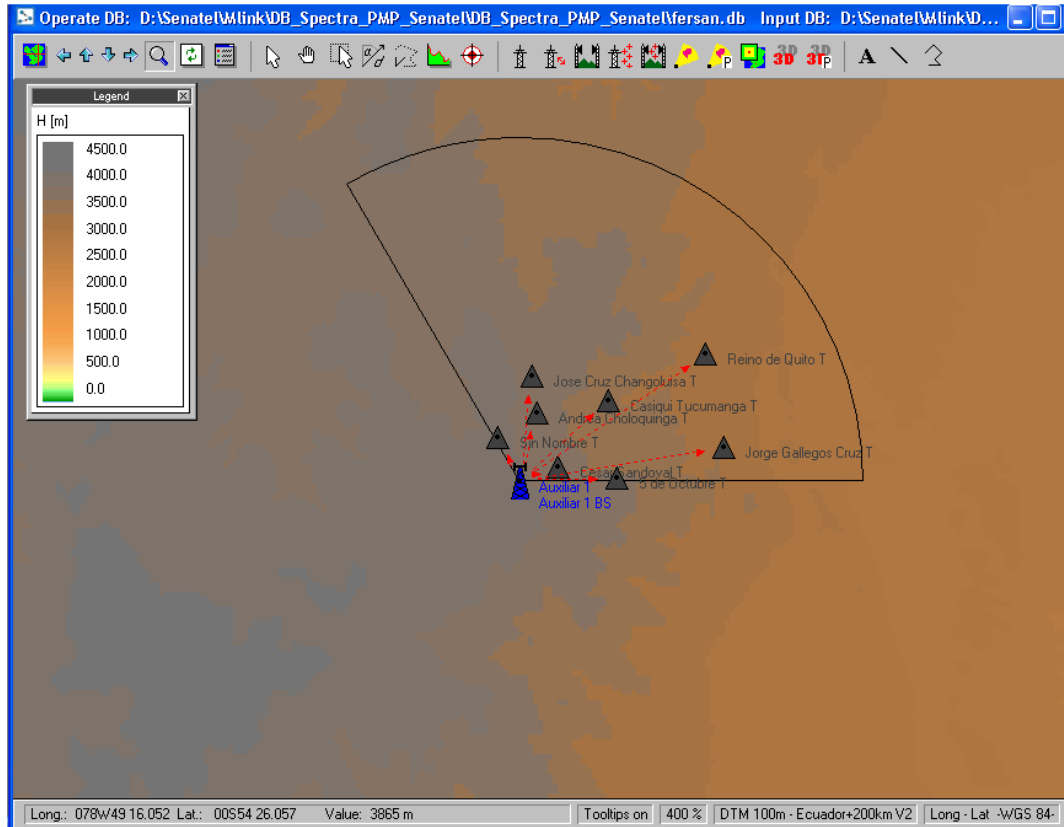 Operate DB: D:\Senatel\Mlink\DB_Spectra_PMP_Senatel\DB_Spectra_PMP_Senatel\fersan.db Input DB: D:\Senatel\Mlink\D...
α
P
3D
3D
3D
3Γp
A
Legend
H [m]
4500.0
4000.0
3500.0
3000.0
2500.0
2000.0
1500.0
1000.0
500.0
0.0
Reino de Quito T
Jose Cruz Changoluisa T
Casiqui Tucumanga T
Andrea Choloquinga T
Sin Nombre T
Jorge Gallegos Cruz T
Cesar Sandoval T
5 de Octubre T
Auxiliar 1
Auxiliar 1 BS
Long.: 078W49 16.052 Lat.: 00S54 26.057 Value: 3865 m
Tooltips on
400 %
DTM 100m - Ecuador+200km V2
Long - Lat -WGS 84-